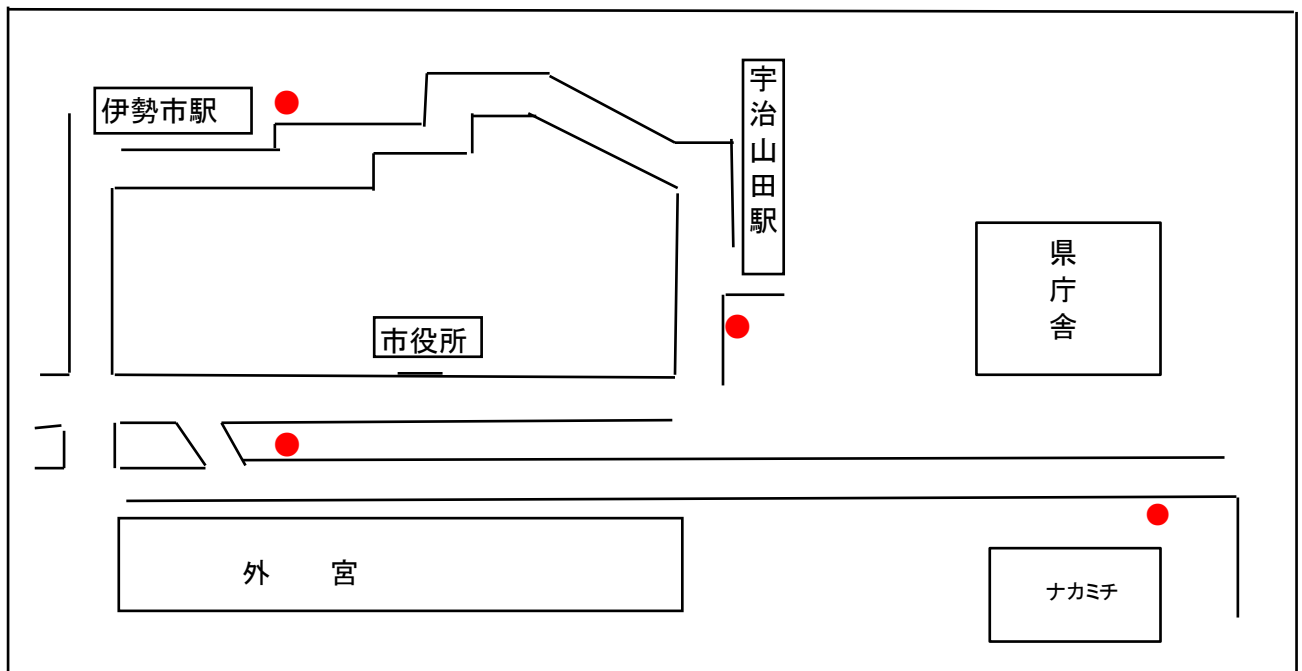 伊勢市駅
宇治山田駅
県庁舎
市役所
外　宮
ナカミチ